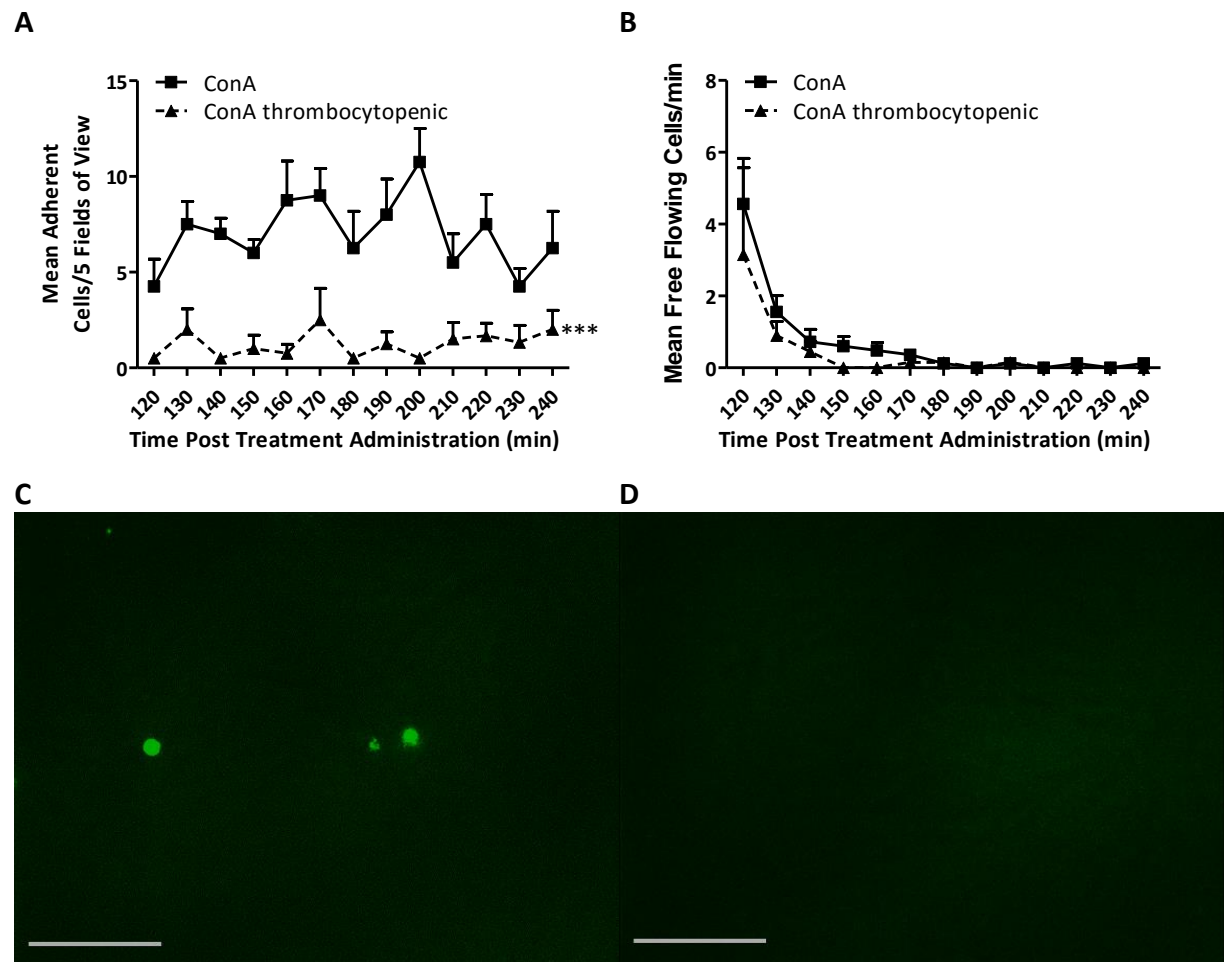 A
15
10
5
0
ConA
ConA thrombocytopenic
Mean Adherent
Cells/5 Fields of View
***
120 130 140 150 160 170 180 190 200 210 220 230 240
Time Post Treatment Administration (min)
B
8
6
4
2
0
ConA
ConA thrombocytopenic
Mean Free Flowing Cells/min
120 130 140 150 160 170 180 190 200 210 220 230 240
Time Post Treatment Administration (min)
C
D